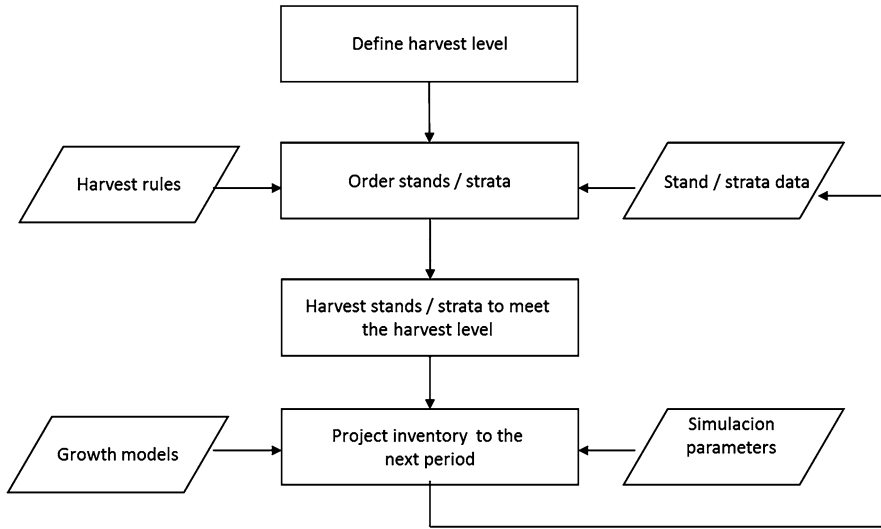 Define harvest level
Harvest rules
Order stands / strata
Stand / strata data
Harvest stands / strata to meet
the harvest level
Growth models
Project inventory to the
next period
Simulacion
parameters